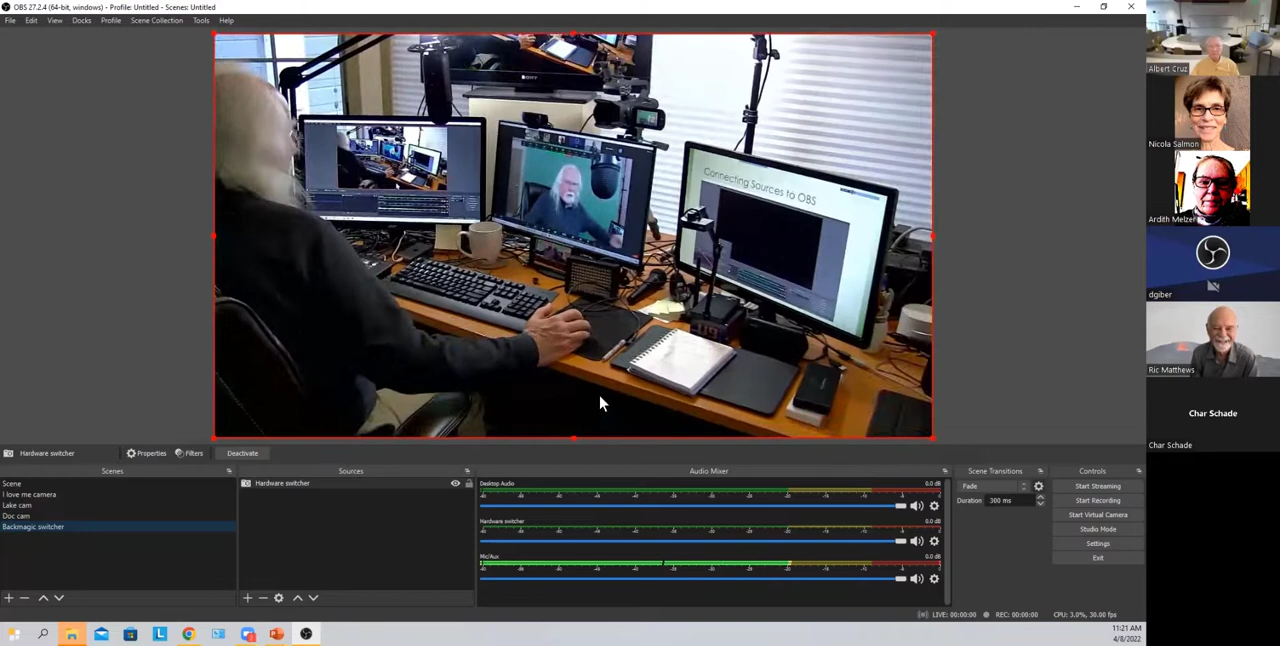 OBS 27.2.4 (64-bit, windows) - Profile: Untitled - Scenes: Untitled
File Edit View Docks Profile Scene Collection Tools Help
SONY
Connecting Sources to OBS
Albert Cruz
Nicola Salmon
Ardith Melzer
dgiber
Ric Matthews
Char Schade
Char Schade
Hardware switcher Properties Filters Deactivate
Scenes
Scene
I love me camera
Lake cam
Doc cam
Backmagic switcher
Sources
Hardware switcher
Audio Mixer
Desktop Audio 0.0 dB
Hardware switcher 0.0 dB
Mic/Aux 0.0 dB
Scene Transitions
Fade
Duration 300 ms
Controls
Start Streaming
Start Recording
Start Virtual Camera
Studio Mode
Settings
Exit
LIVE: 00:00:00 REC: 00:00:00 CPU: 3.0%, 30.00 fps
11:21 AM
4/8/2022